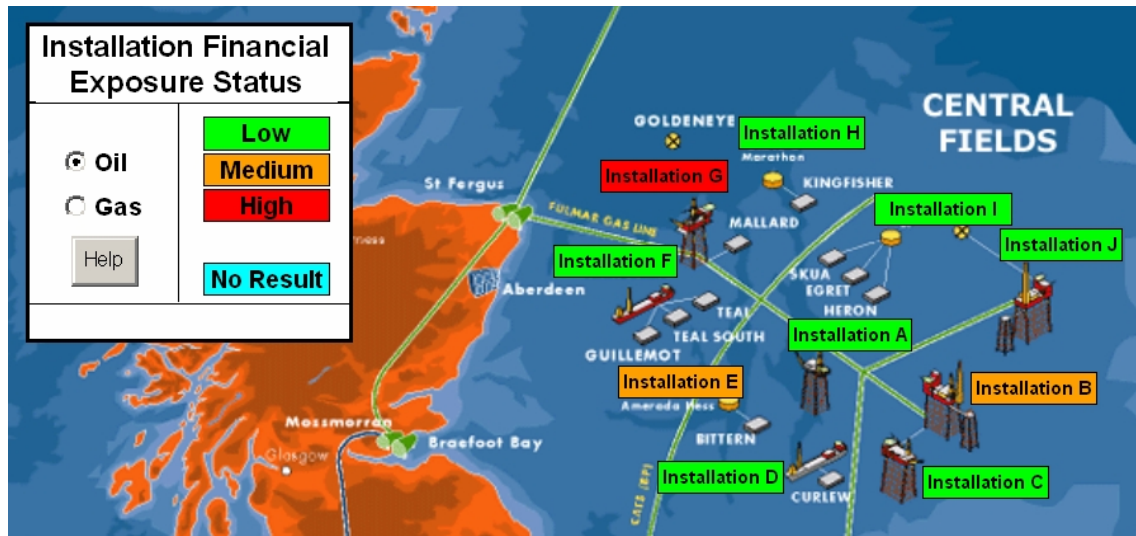 Installation Financial
Exposure Status
Oil
Gas
Help
Low
Medium
High
No Result
CENTRAL
FIELDS
GOLDENEYE
Installation H
Marathon
KINGFISHER
Installation G
St Fergus
FULMAR GAS LINE
MALLARD
Installation I
Installation J
Installation F
SKUA
EGRET
HERON
Aberdeen
TEAL
TEAL SOUTH
GUILLEMOT
Installation A
Installation E
Amerada Hess
Installation B
BITTERN
Mossmorran
Braefoot Bay
Glasgow
Installation D
CURLEW
Installation C
CATS (BP)